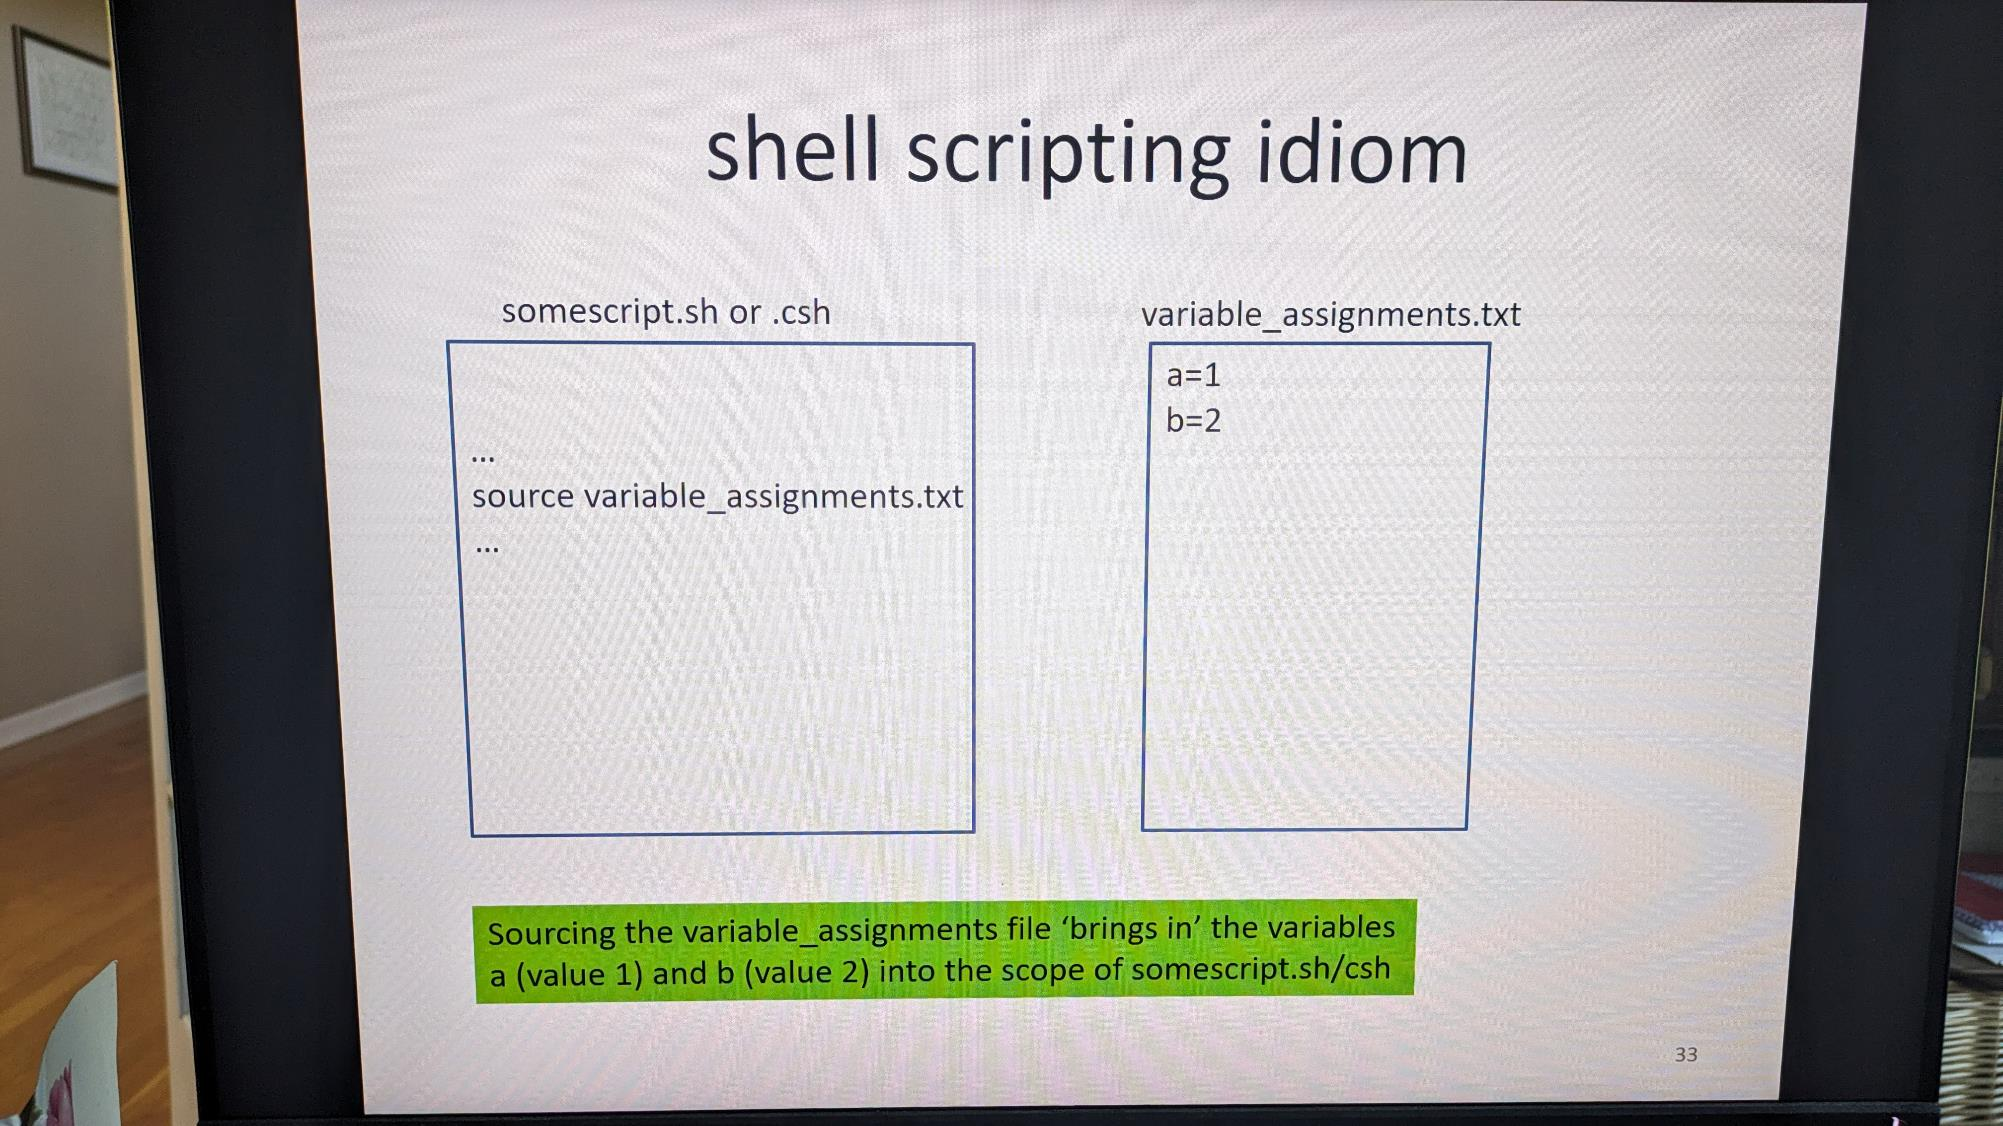 shell scripting idiom
somescript.sh or .csh
...
source variable_assignments.txt
...
variable_assignments.txt
a=1
b=2
Sourcing the variable_assignments file ‘brings in’ the variables
a (value 1) and b (value 2) into the scope of somescript.sh/csh
33